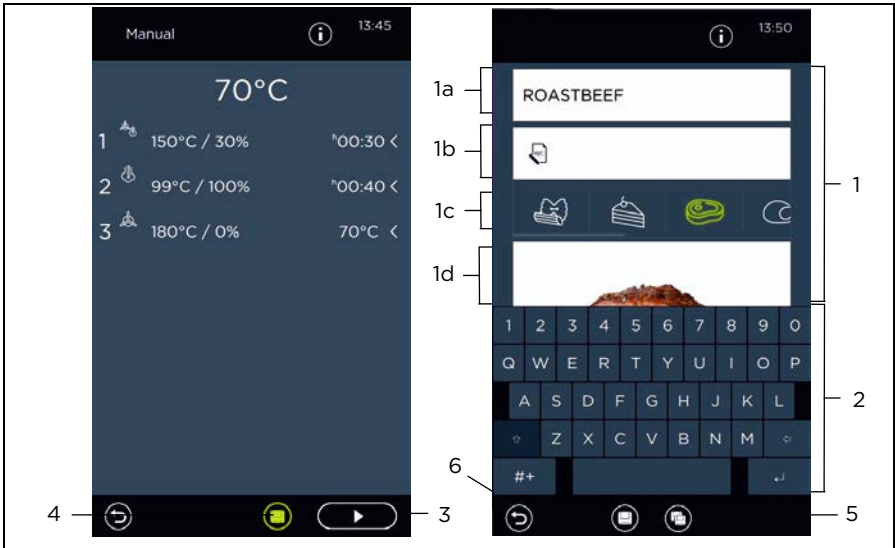 Manual
13:45
70°C
1 150°C / 30% h00:30 <
2 99°C / 100% h00:40 <
3 180°C / 0% 70°C <
4
3
13:50
1a ROASTBEEF
1b
1c
1d
1
1 2 3 4 5 6 7 8 9 0
Q W E R T Y U I O P
A S D F G H J K L
Z X C V B N M
#+
2
6
5